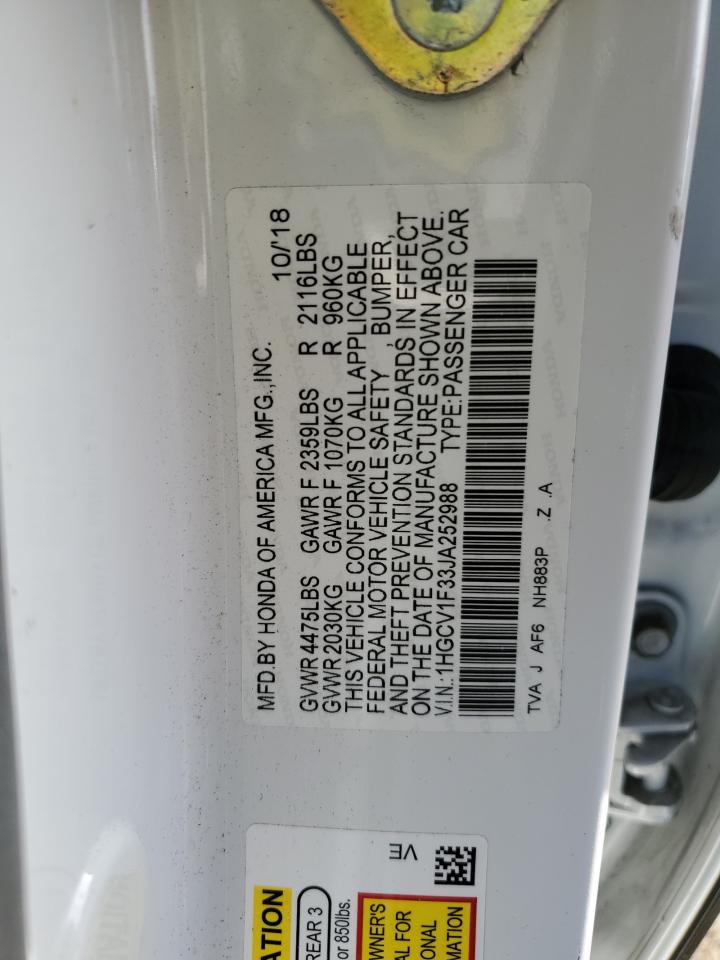 MFD. BY HONDA OF AMERICA MFG., INC. 10/'18
GVWR 4475LBS GAWR F 2359LBS R 2116LBS
GVWR 2030KG GAWR F 1070KG R 960KG
THIS VEHICLE CONFORMS TO ALL APPLICABLE
FEDERAL MOTOR VEHICLE SAFETY , BUMPER,
AND THEFT PREVENTION STANDARDS IN EFFECT
ON THE DATE OF MANUFACTURE SHOWN ABOVE.
V.I.N.: 1HGCV1F33JA252988 TYPE:PASSENGER CAR
TVA J AF6 NH883P .Z .A
VE
REAR 3
or 850lbs.